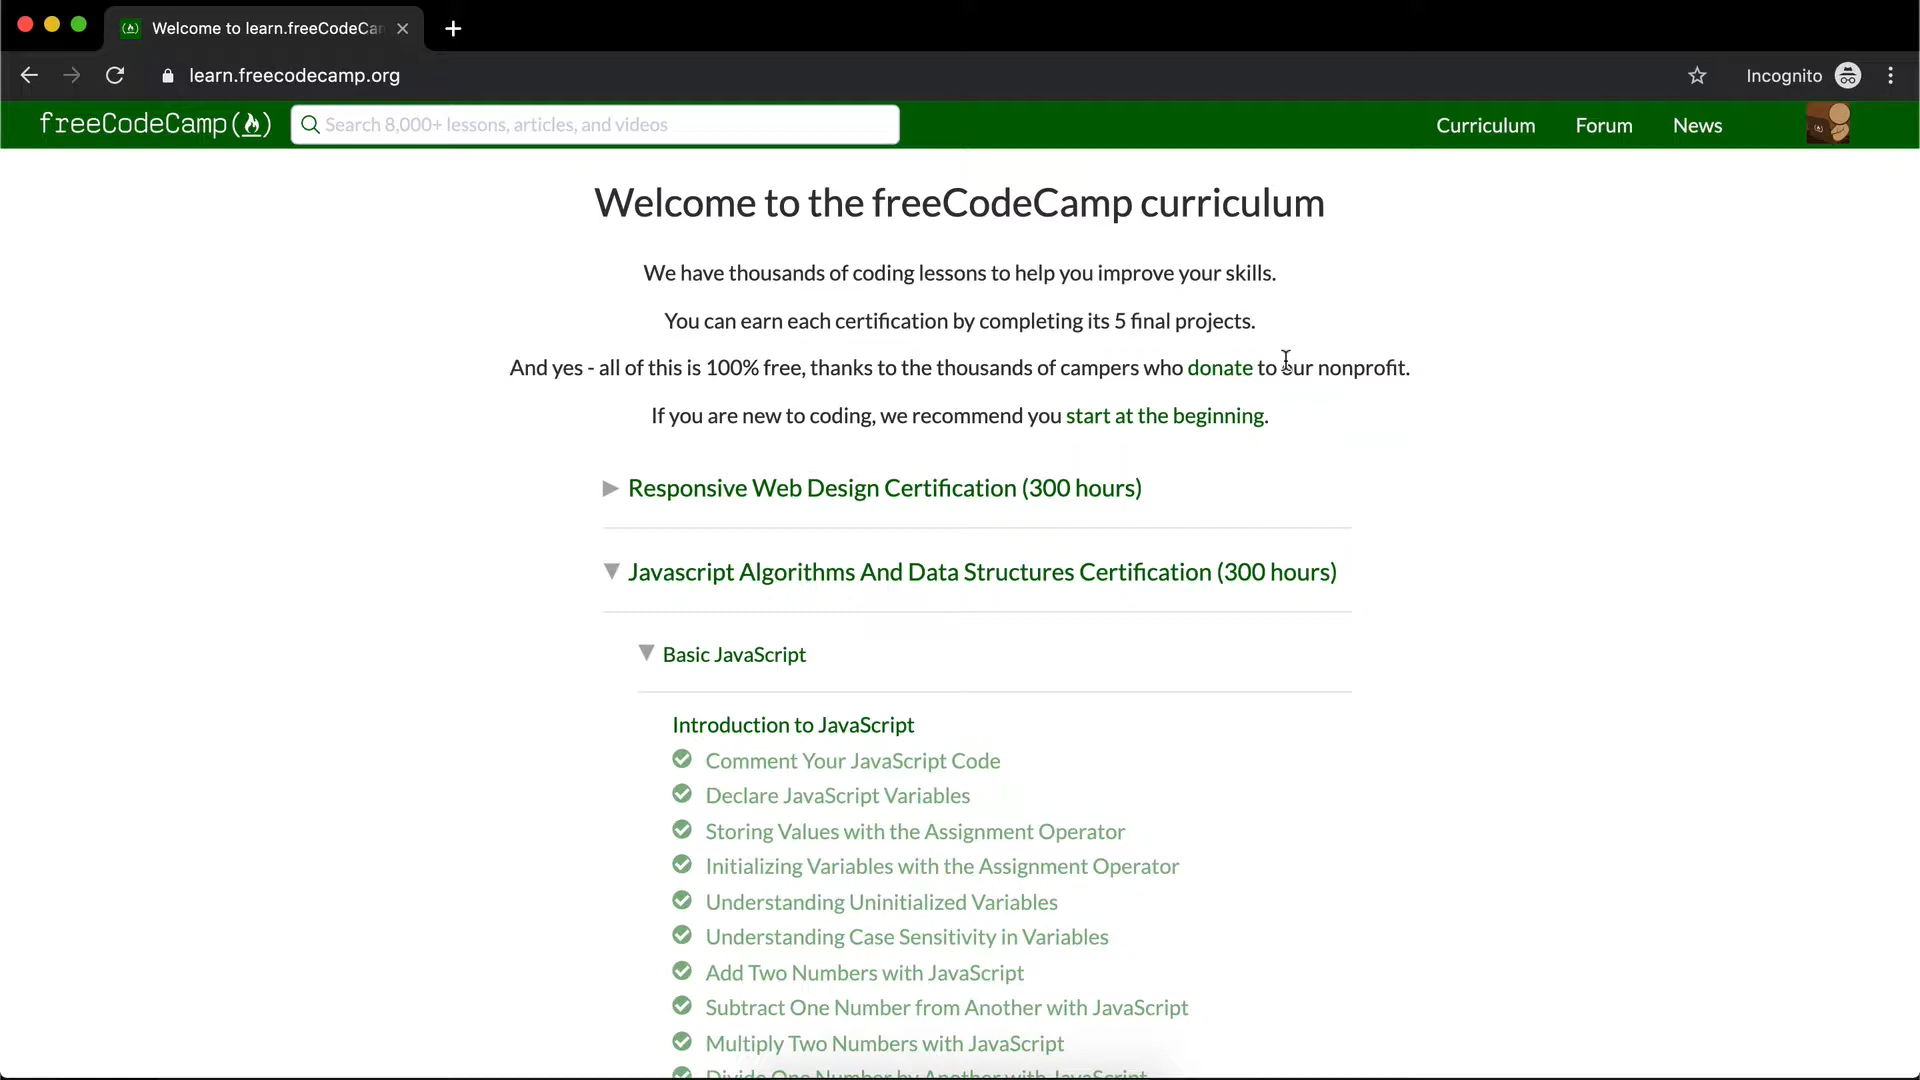 Welcome to learn.freeCodeCa
learn.freecodecamp.org
Incognito
freeCodeCamp
Search 8,000+ lessons, articles, and videos
Curriculum
Forum
News
Welcome to the freeCodeCamp curriculum
We have thousands of coding lessons to help you improve your skills.
You can earn each certification by completing its 5 final projects.
And yes - all of this is 100% free, thanks to the thousands of campers who donate to our nonprofit.
If you are new to coding, we recommend you start at the beginning.
Responsive Web Design Certification (300 hours)
Javascript Algorithms And Data Structures Certification (300 hours)
Basic JavaScript
Introduction to JavaScript
Comment Your JavaScript Code
Declare JavaScript Variables
Storing Values with the Assignment Operator
Initializing Variables with the Assignment Operator
Understanding Uninitialized Variables
Understanding Case Sensitivity in Variables
Add Two Numbers with JavaScript
Subtract One Number from Another with JavaScript
Multiply Two Numbers with JavaScript
Divide One Number by Another with JavaScript